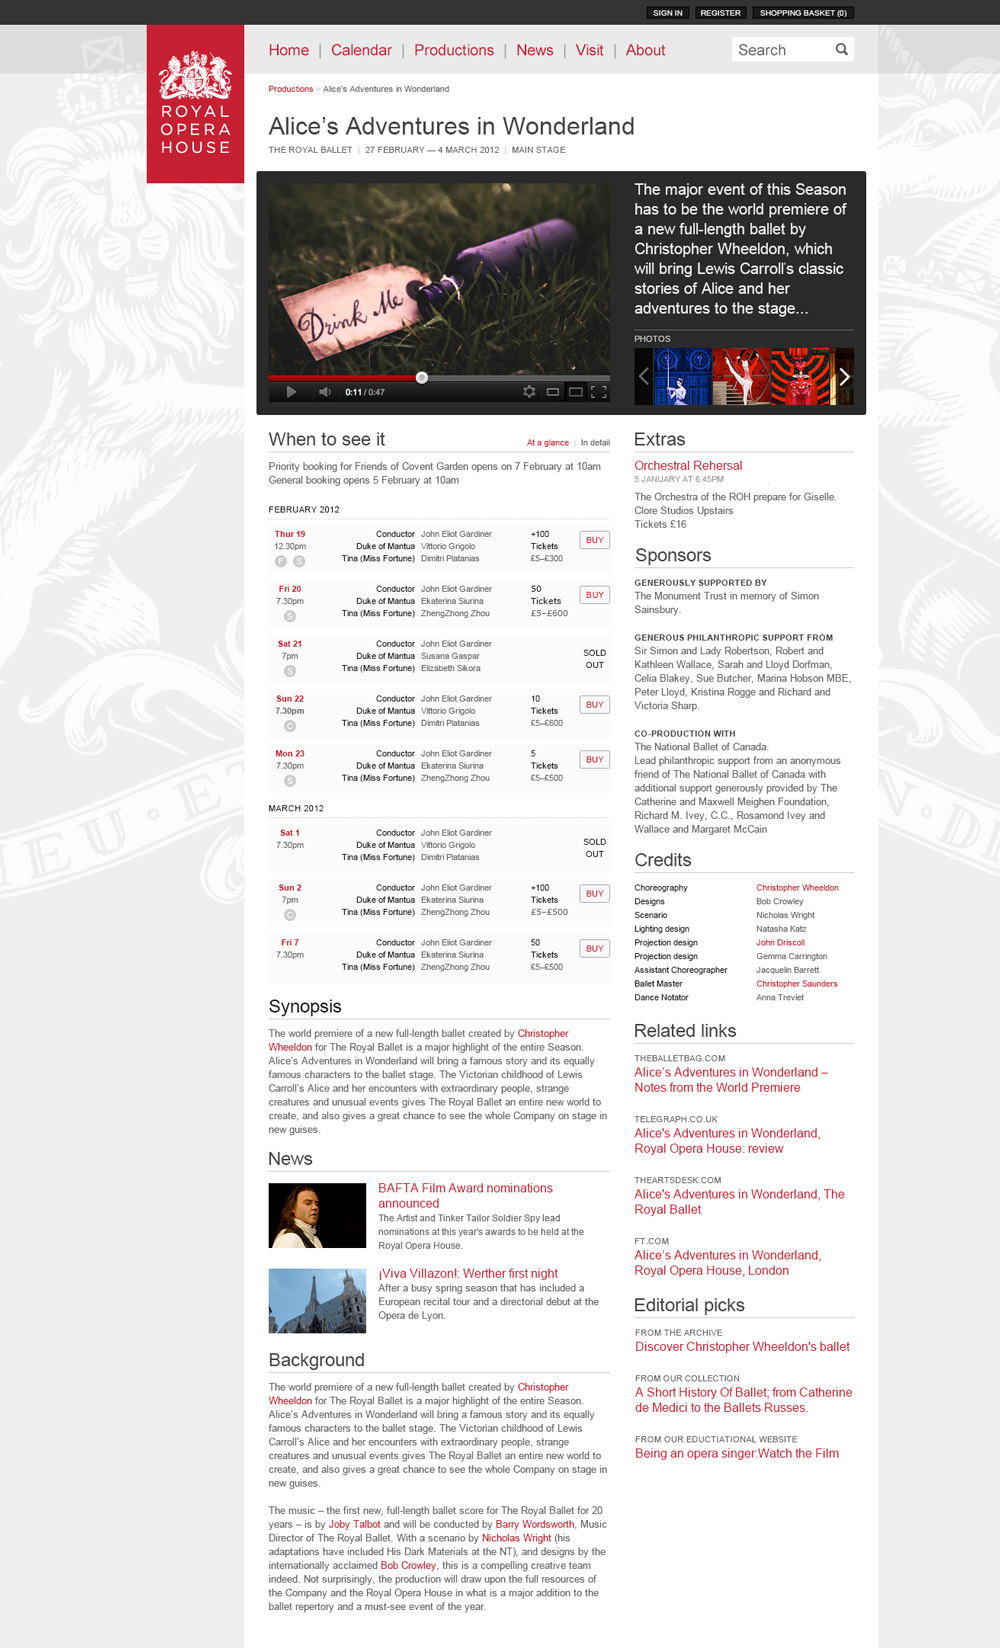 SIGN IN
REGISTER
SHOPPING BASKET (0)
ROYAL
OPERA
HOUSE
Home | Calendar | Productions | News | Visit | About
Search
Productions > Alice's Adventures in Wonderland
Alice's Adventures in Wonderland
THE ROYAL BALLET | 27 FEBRUARY — 4 MARCH 2012 | MAIN STAGE
Drink Me
0:11 / 0:47
The major event of this Season
has to be the world premiere of
a new full-length ballet by
Christopher Wheeldon, which
will bring Lewis Carroll's classic
stories of Alice and her
adventures to the stage...
PHOTOS
When to see it
At a glance | In detail
Priority booking for Friends of Covent Garden opens on 7 February at 10am
General booking opens 5 February at 10am
FEBRUARY 2012
Thur 19 Conductor John Eliot Gardiner +100 BUY
12.30pm Duke of Mantua Vittorio Grigolo Tickets
F S Tina (Miss Fortune) Dimitri Platanias £5–£300
Fri 20 Conductor John Eliot Gardiner 50 BUY
7.30pm Duke of Mantua Ekaterina Siurina Tickets
S Tina (Miss Fortune) ZhengZhong Zhou £5–£600
Sat 21 Conductor John Eliot Gardiner SOLD
7pm Duke of Mantua Susana Gaspar OUT
S Tina (Miss Fortune) Elizabeth Sikora
Sun 22 Conductor John Eliot Gardiner 10 BUY
7.30pm Duke of Mantua Vittorio Grigolo Tickets
C Tina (Miss Fortune) Dimitri Platanias £5–£600
Mon 23 Conductor John Eliot Gardiner 5 BUY
7.30pm Duke of Mantua Ekaterina Siurina Tickets
S Tina (Miss Fortune) ZhengZhong Zhou £5–£500
MARCH 2012
Sat 1 Conductor John Eliot Gardiner SOLD
7.30pm Duke of Mantua Vittorio Grigolo OUT
Tina (Miss Fortune) Dimitri Platanias
Sun 2 Conductor John Eliot Gardiner +100 BUY
7pm Duke of Mantua Ekaterina Siurina Tickets
C Tina (Miss Fortune) ZhengZhong Zhou £5–£500
Fri 7 Conductor John Eliot Gardiner 50 BUY
7.30pm Duke of Mantua Ekaterina Siurina Tickets
Tina (Miss Fortune) ZhengZhong Zhou £5–£500
Synopsis
The world premiere of a new full-length ballet created by Christopher
Wheeldon for The Royal Ballet is a major highlight of the entire Season.
Alice's Adventures in Wonderland will bring a famous story and its equally
famous characters to the ballet stage. The Victorian childhood of Lewis
Carroll's Alice and her encounters with extraordinary people, strange
creatures and unusual events gives The Royal Ballet an entire new world to
create, and also gives a great chance to see the whole Company on stage in
new guises.
News
BAFTA Film Award nominations
announced
The Artist and Tinker Tailor Soldier Spy lead
nominations at this year's awards to be held at the
Royal Opera House.
¡Viva Villazon!: Werther first night
After a busy spring season that has included a
European recital tour and a directorial debut at the
Opera de Lyon.
Background
The world premiere of a new full-length ballet created by Christopher
Wheeldon for The Royal Ballet is a major highlight of the entire Season.
Alice's Adventures in Wonderland will bring a famous story and its equally
famous characters to the ballet stage. The Victorian childhood of Lewis
Carroll's Alice and her encounters with extraordinary people, strange
creatures and unusual events gives The Royal Ballet an entire new world to
create, and also gives a great chance to see the whole Company on stage in
new guises.
The music – the first new, full-length ballet score for The Royal Ballet for 20
years – is by Joby Talbot and will be conducted by Barry Wordsworth, Music
Director of The Royal Ballet. With a scenario by Nicholas Wright (his
adaptations have included His Dark Materials at the NT), and designs by the
internationally acclaimed Bob Crowley, this is a compelling creative team
indeed. Not surprisingly, the production will draw upon the full resources of
the Company and the Royal Opera House in what is a major addition to the
ballet repertory and a must-see event of the year.
Extras
Orchestral Rehersal
5 JANUARY AT 6.45PM
The Orchestra of the ROH prepare for Giselle.
Clore Studios Upstairs
Tickets £16
Sponsors
GENEROUSLY SUPPORTED BY
The Monument Trust in memory of Simon
Sainsbury.
GENEROUS PHILANTHROPIC SUPPORT FROM
Sir Simon and Lady Robertson, Robert and
Kathleen Wallace, Sarah and Lloyd Dorfman,
Celia Blakey, Sue Butcher, Marina Hobson MBE,
Peter Lloyd, Kristina Rogge and Richard and
Victoria Sharp.
CO-PRODUCTION WITH
The National Ballet of Canada.
Lead philanthropic support from an anonymous
friend of The National Ballet of Canada with
additional support generously provided by The
Catherine and Maxwell Meighen Foundation,
Richard M. Ivey, C.C., Rosamond Ivey and
Wallace and Margaret McCain
Credits
Choreography Christopher Wheeldon
Designs Bob Crowley
Scenario Nicholas Wright
Lighting design Natasha Katz
Projection design John Driscoll
Projection design Gemma Carrington
Assistant Choreographer Jacquelin Barrett
Ballet Master Christopher Saunders
Dance Notator Anna Treviet
Related links
THEBALLETBAG.COM
Alice's Adventures in Wonderland –
Notes from the World Premiere
TELEGRAPH.CO.UK
Alice's Adventures in Wonderland,
Royal Opera House: review
THEARTSDESK.COM
Alice's Adventures in Wonderland, The
Royal Ballet
FT.COM
Alice's Adventures in Wonderland,
Royal Opera House, London
Editorial picks
FROM THE ARCHIVE
Discover Christopher Wheeldon's ballet
FROM OUR COLLECTION
A Short History Of Ballet; from Catherine
de Medici to the Ballets Russes.
FROM OUR EDUCTIATIONAL WEBSITE
Being an opera singer:Watch the Film